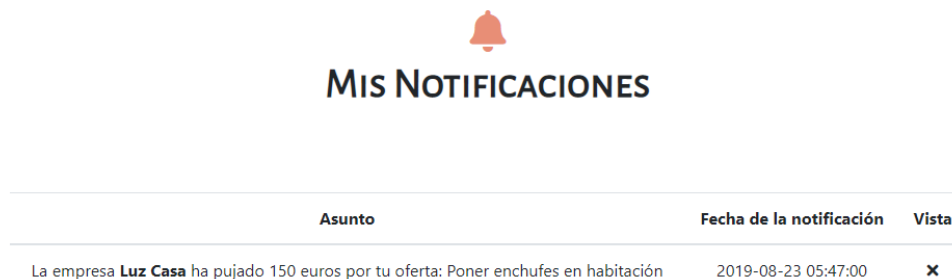 Mis Notificaciones
Asunto Fecha de la notificación Vista
La empresa Luz Casa ha pujado 150 euros por tu oferta: Poner enchufes en habitación 2019-08-23 05:47:00 ×